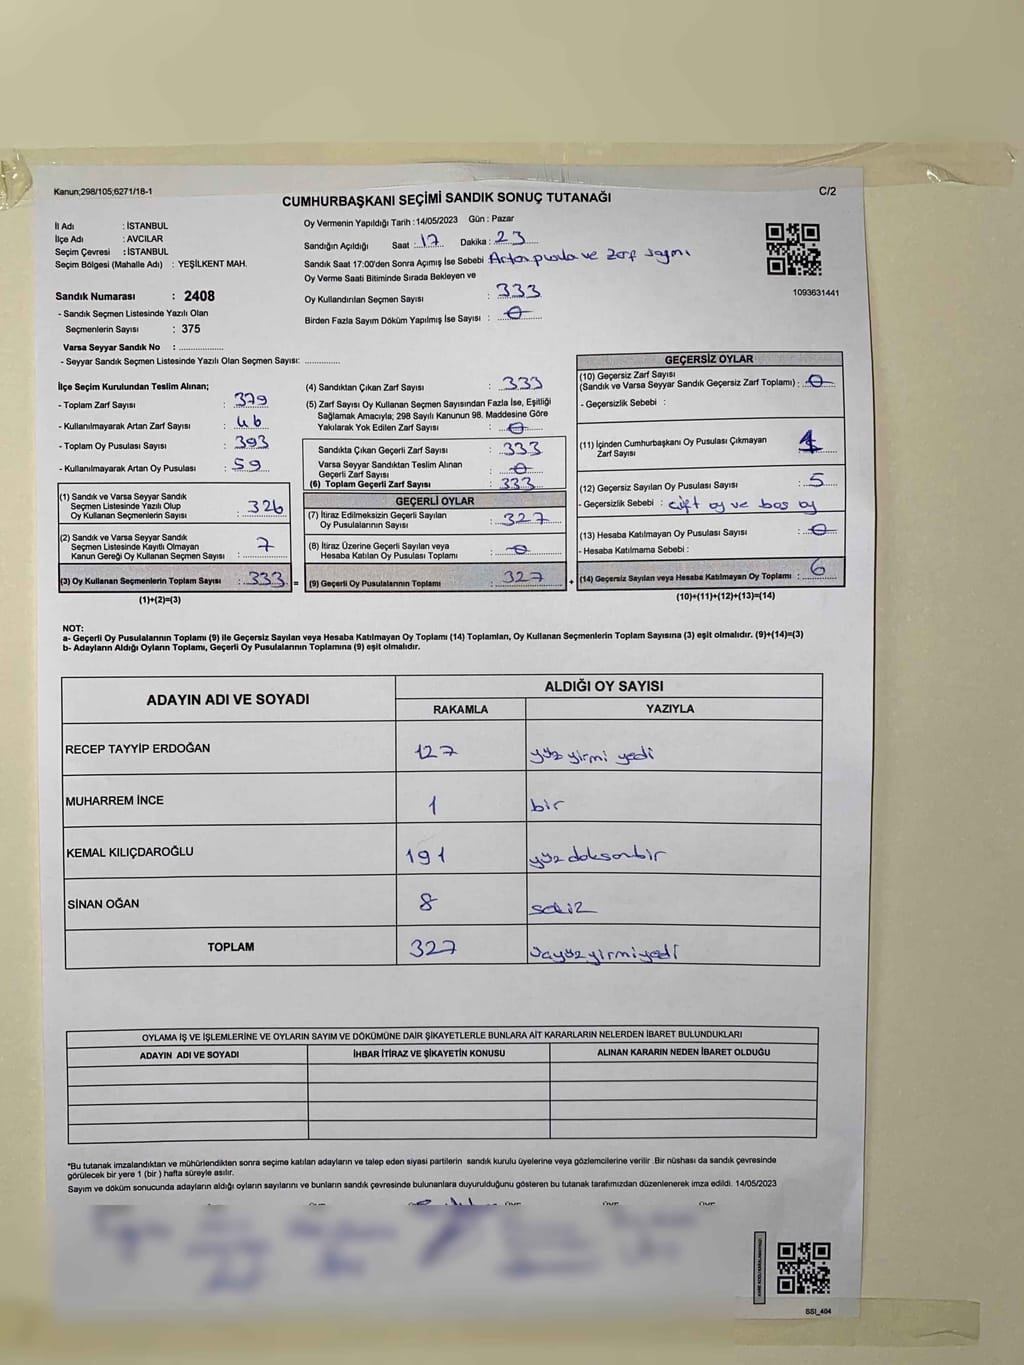 Kanun;298/105;6271/18-1
CUMHURBAŞKANI SEÇİMİ SANDIK SONUÇ TUTANAĞI
C/2
İl Adı : İSTANBUL
İlçe Adı : AVCILAR
Seçim Çevresi : İSTANBUL
Seçim Bölgesi (Mahalle Adı) : YEŞİLKENT MAH.
Sandık Numarası : 2408
- Sandık Seçmen Listesinde Yazılı Olan
Seçmenlerin Sayısı : 375
Varsa Seyyar Sandık No : ..................
- Seyyar Sandık Seçmen Listesinde Yazılı Olan Seçmen Sayısı: ..............
Oy Vermenin Yapıldığı Tarih : 14/05/2023 Gün : Pazar
Sandığın Açıldığı Saat : 17 Dakika : 23
Sandık Saat 17:00'den Sonra Açımış İse Sebebi Artan pusula ve zarf sayımı
Oy Verme Saati Bitiminde Sırada Bekleyen ve
Oy Kullandırılan Seçmen Sayısı : 333
Birden Fazla Sayım Döküm Yapılmış İse Sayısı : 0
1093631441
İlçe Seçim Kurulundan Teslim Alınan;
- Toplam Zarf Sayısı : 379
- Kullanılmayarak Artan Zarf Sayısı : 46
- Toplam Oy Pusulası Sayısı : 393
- Kullanılmayarak Artan Oy Pusulası : 59
(1) Sandık ve Varsa Seyyar Sandık
Seçmen Listesinde Yazılı Olup
Oy Kullanan Seçmenlerin Sayısı : 326
(2) Sandık ve Varsa Seyyar Sandık
Seçmen Listesinde Kayıtlı Olmayan
Kanun Gereği Oy Kullanan Seçmen Sayısı : 7
(3) Oy Kullanan Seçmenlerin Toplam Sayısı : 333 =
(1)+(2)=(3)
(4) Sandıktan Çıkan Zarf Sayısı : 333
(5) Zarf Sayısı Oy Kullanan Seçmen Sayısından Fazla İse, Eşitliği
Sağlamak Amacıyla; 298 Sayılı Kanunun 98. Maddesine Göre
Yakılarak Yok Edilen Zarf Sayısı : 0
Sandıkta Çıkan Geçerli Zarf Sayısı : 333
Varsa Seyyar Sandıktan Teslim Alınan
Geçerli Zarf Sayısı : 0
(6) Toplam Geçerli Zarf Sayısı : 333
GEÇERLİ OYLAR
(7) İtiraz Edilmeksizin Geçerli Sayılan
Oy Pusulalarının Sayısı : 327
(8) İtiraz Üzerine Geçerli Sayılan veya
Hesaba Katılan Oy Pusulası Toplamı : 0
(9) Geçerli Oy Pusulalarının Toplamı : 327 +
GEÇERSİZ OYLAR
(10) Geçersiz Zarf Sayısı
(Sandık ve Varsa Seyyar Sandık Geçersiz Zarf Toplamı) : 0
- Geçersizlik Sebebi :
(11) İçinden Cumhurbaşkanı Oy Pusulası Çıkmayan
Zarf Sayısı : 1
(12) Geçersiz Sayılan Oy Pusulası Sayısı : 5
- Geçersizlik Sebebi : çift oy ve boş oy
(13) Hesaba Katılmayan Oy Pusulası Sayısı : 0
- Hesaba Katılmama Sebebi :
(14) Geçersiz Sayılan veya Hesaba Katılmayan Oy Toplamı : 6
(10)+(11)+(12)+(13)=(14)
NOT:
a- Geçerli Oy Pusulalarının Toplamı (9) ile Geçersiz Sayılan veya Hesaba Katılmayan Oy Toplamı (14) Toplamları, Oy Kullanan Seçmenlerin Toplam Sayısına (3) eşit olmalıdır. (9)+(14)=(3)
b- Adayların Aldığı Oyların Toplamı, Geçerli Oy Pusulalarının Toplamına (9) eşit olmalıdır.
ADAYIN ADI VE SOYADI
ALDIĞI OY SAYISI
RAKAMLA YAZIYLA
RECEP TAYYİP ERDOĞAN 127 yüz yirmi yedi
MUHARREM İNCE 1 bir
KEMAL KILIÇDAROĞLU 191 yüz doksanbir
SİNAN OĞAN 8 sekiz
TOPLAM 327 üçyüzyirmiyedi
OYLAMA İŞ VE İŞLEMLERİNE VE OYLARIN SAYIM VE DÖKÜMÜNE DAİR ŞİKAYETLERLE BUNLARA AİT KARARLARIN NELERDEN İBARET BULUNDUKLARI
ADAYIN ADI VE SOYADI İHBAR İTİRAZ VE ŞİKAYETİN KONUSU ALINAN KARARIN NEDEN İBARET OLDUĞU
*Bu tutanak imzalandıktan ve mühürlendikten sonra seçime katılan adayların ve talep eden siyasi partilerin sandık kurulu üyelerine veya gözlemcilerine verilir .Bir nüshası da sandık çevresinde
görülecek bir yere 1 (bir ) hafta süreyle asılır.
Sayım ve döküm sonucunda adayların aldığı oyların sayılarını ve bunların sandık çevresinde bulunanlara duyurulduğunu gösteren bu tutanak tarafımızdan düzenlenerek imza edildi. 14/05/2023
SSI_404